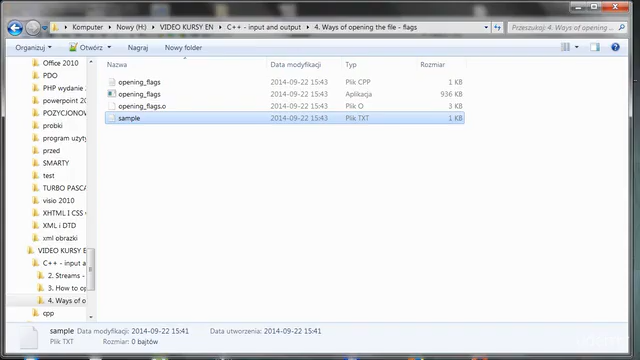 Komputer ▸ Nowy (H:) ▸ VIDEO KURSY EN ▸ C++ - input and output ▸ 4. Ways of opening the file - flags
Przeszukaj: 4. Ways of opening ...
Organizuj Otwórz Nagraj Nowy folder
Nazwa Data modyfikacji Typ Rozmiar
opening_flags 2014-09-22 15:43 Plik CPP 1 KB
opening_flags 2014-09-22 15:43 Aplikacja 936 KB
opening_flags.o 2014-09-22 15:43 Plik O 3 KB
sample 2014-09-22 15:43 Plik TXT 1 KB
Office 2010
PDO
PHP wydanie
powerpoint 201
POZYCJONOW
probki
program użyt
przed
SMARTY
test
TURBO PASCA
visio 2010
XHTML I CSS
XML i DTD
xml obrazki
VIDEO KURSY E
C++ - input an
2. Streams -
3. How to op
4. Ways of o
cpp
sample Data modyfikacji: 2014-09-22 15:41 Data utworzenia: 2014-09-22 15:41
Plik TXT Rozmiar: 0 bajtów